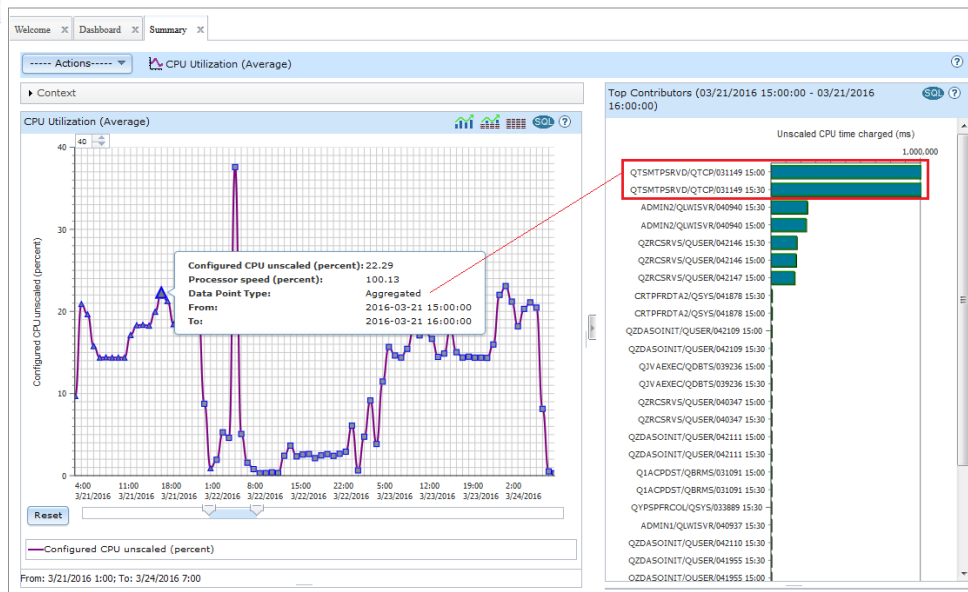 Welcome X Dashboard X Summary X
----- Actions----- CPU Utilization (Average)
Context
CPU Utilization (Average)
SQL
40
40
30
20
10
0
Configured CPU unscaled (percent)
Configured CPU unscaled (percent): 22.29
Processor speed (percent): 100.13
Data Point Type: Aggregated
From: 2016-03-21 15:00:00
To: 2016-03-21 16:00:00
4:00 11:00 18:00 1:00 8:00 15:00 22:00 5:00 12:00 19:00 2:00
3/21/2016 3/21/2016 3/21/2016 3/22/2016 3/22/2016 3/22/2016 3/22/2016 3/23/2016 3/23/2016 3/23/2016 3/24/2016
Reset
Configured CPU unscaled (percent)
From: 3/21/2016 1:00; To: 3/24/2016 7:00
Top Contributors (03/21/2016 15:00:00 - 03/21/2016
16:00:00)
SQL
Unscaled CPU time charged (ms)
1,000,000
QTSMTPSRVD/QTCP/031149 15:00
QTSMTPSRVD/QTCP/031149 15:30
ADMIN2/QLWISVR/040940 15:30
ADMIN2/QLWISVR/040940 15:00
QZRCSRVS/QUSER/042146 15:30
QZRCSRVS/QUSER/042146 15:00
QZRCSRVS/QUSER/042147 15:00
CRTPFRDTA2/QSYS/041878 15:30
CRTPFRDTA2/QSYS/041878 15:00
QZDASOINIT/QUSER/042109 15:00
QZDASOINIT/QUSER/042109 15:30
QJVAEXEC/QDBTS/039236 15:00
QJVAEXEC/QDBTS/039236 15:30
QZRCSRVS/QUSER/040347 15:00
QZRCSRVS/QUSER/040347 15:30
QZDASOINIT/QUSER/042111 15:00
QZDASOINIT/QUSER/042111 15:30
Q1ACPDST/QBRMS/031091 15:00
Q1ACPDST/QBRMS/031091 15:30
QYPSPFRCOL/QSYS/033889 15:30
ADMIN1/QLWISVR/040937 15:30
QZDASOINIT/QUSER/042110 15:30
QZDASOINIT/QUSER/041955 15:30
QZDASOINIT/QUSER/041955 15:00